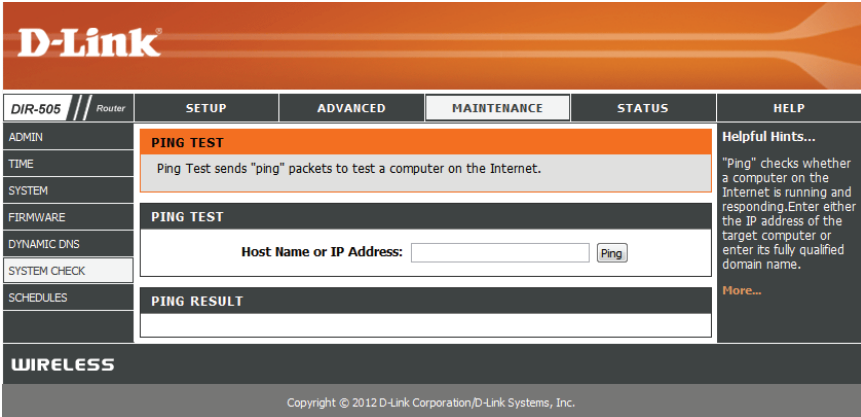 D-Link
DIR-505 // Router
SETUP
ADVANCED
MAINTENANCE
STATUS
HELP
ADMIN
TIME
SYSTEM
FIRMWARE
DYNAMIC DNS
SYSTEM CHECK
SCHEDULES
PING TEST
Ping Test sends "ping" packets to test a computer on the Internet.
PING TEST
Host Name or IP Address:
Ping
PING RESULT
Helpful Hints...
"Ping" checks whether
a computer on the
Internet is running and
responding.Enter either
the IP address of the
target computer or
enter its fully qualified
domain name.
More...
WIRELESS
Copyright © 2012 D-Link Corporation/D-Link Systems, Inc.